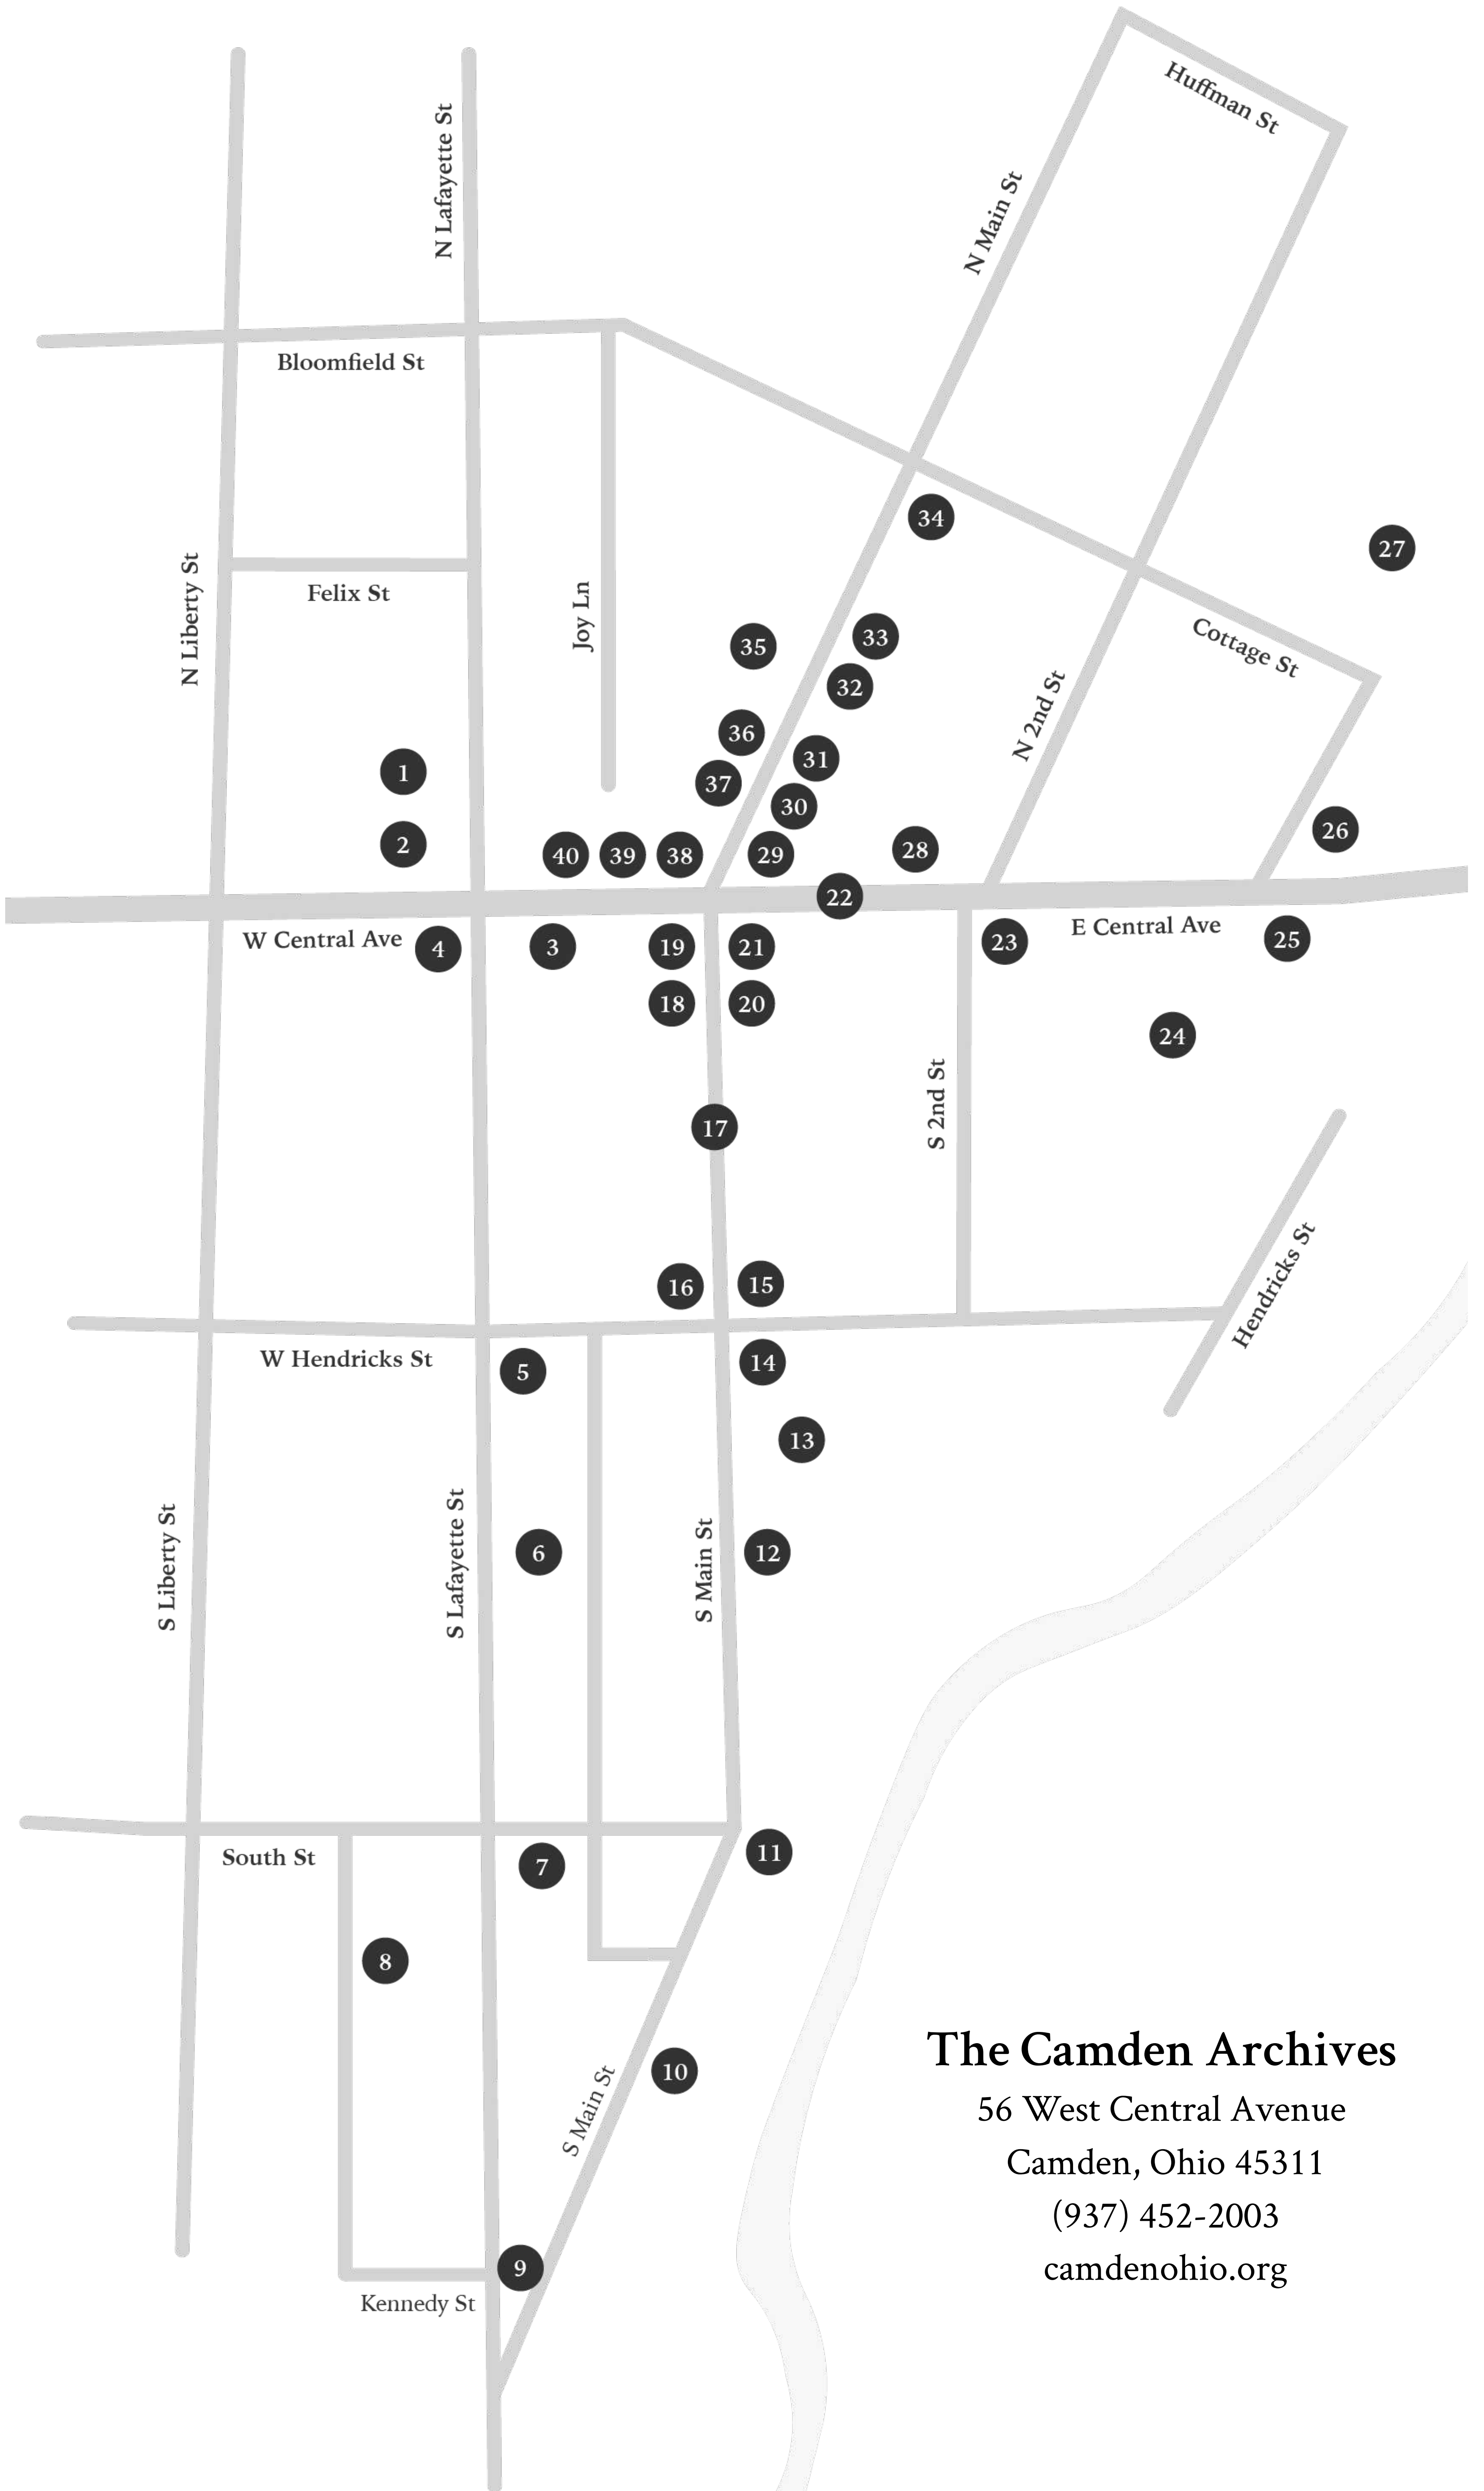 Huffman St
N Lafayette St
N Main St
Bloomfield St
34
27
N Liberty St
Felix St
Joy Ln
35
33
Cottage St
32
N 2nd St
36
31
1
37
30
26
2
40
39
38
29
28
22
W Central Ave
4
3
19
21
23
E Central Ave
25
18
20
24
S 2nd St
17
16
15
Hendricks St
W Hendricks St
5
14
13
S Liberty St
S Lafayette St
6
S Main St
12
South St
7
11
8
10
S Main St
9
Kennedy St
The Camden Archives
56 West Central Avenue
Camden, Ohio 45311
(937) 452-2003
camdenohio.org